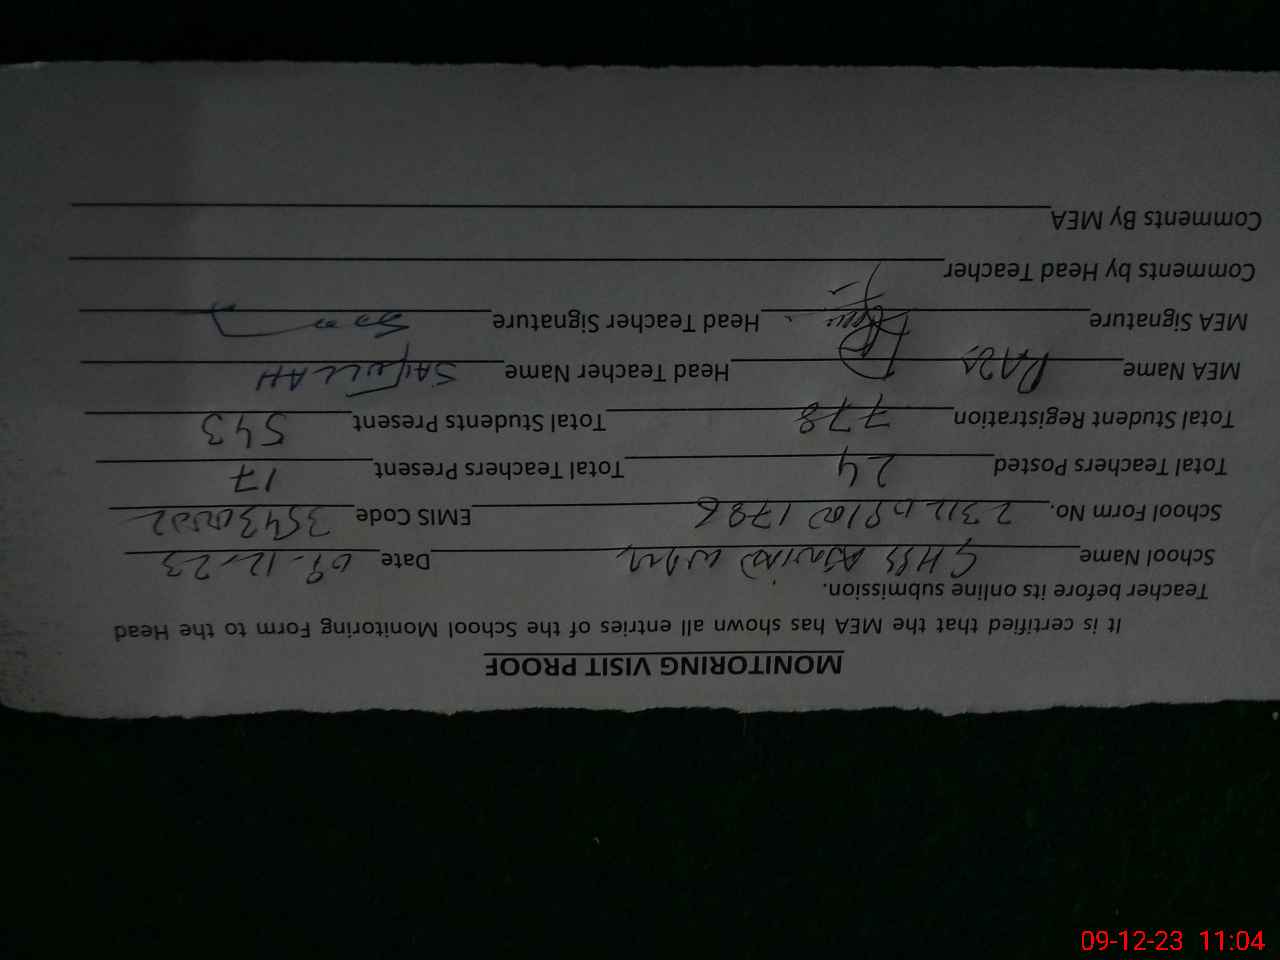 MONITORING VISIT PROOF
It is certified that the MEA has shown all entries of the School Monitoring Form to the Head
Teacher before its online submission.
School Name GHSS Date 09-12-23
School Form No. EMIS Code
Total Teachers Posted 24 Total Teachers Present 17
Total Student Registration 778 Total Students Present 543
MEA Name Head Teacher Name SAIFULLAH
MEA Signature Head Teacher Signature
Comments by Head Teacher
Comments By MEA
09-12-23 11:04